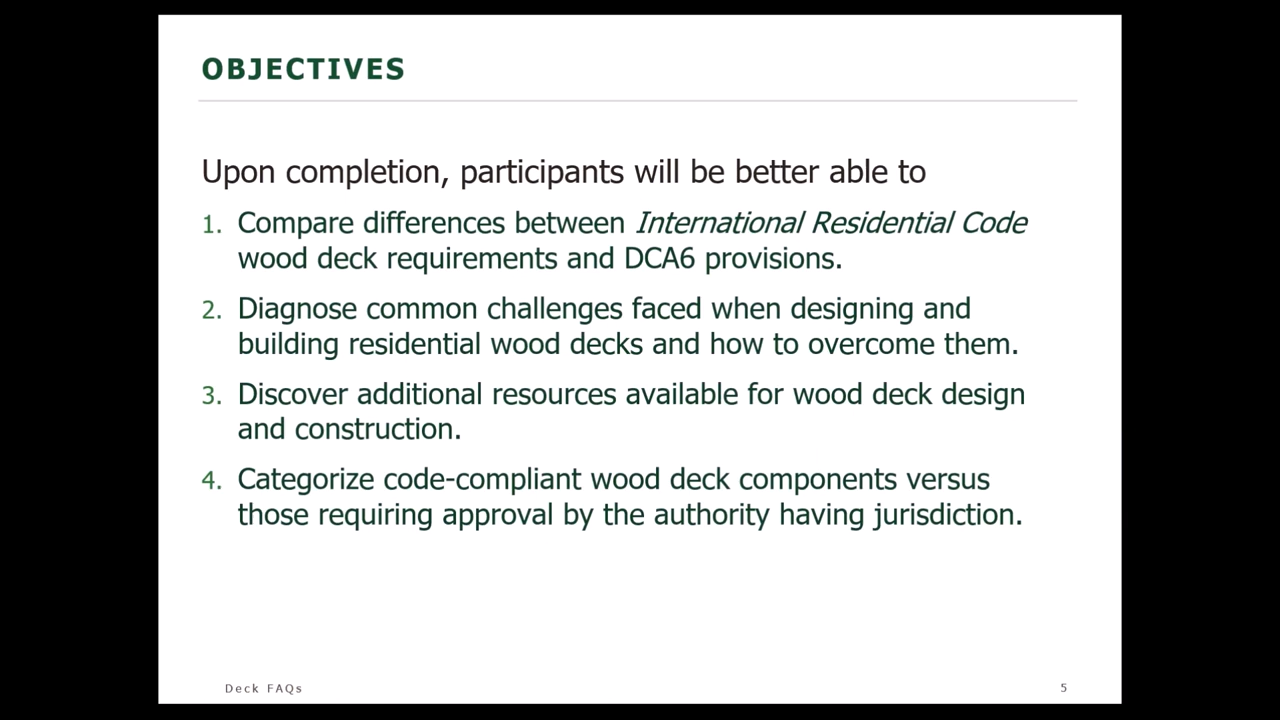 OBJECTIVES
Upon completion, participants will be better able to
1. Compare differences between International Residential Code
wood deck requirements and DCA6 provisions.
2. Diagnose common challenges faced when designing and
building residential wood decks and how to overcome them.
3. Discover additional resources available for wood deck design
and construction.
4. Categorize code-compliant wood deck components versus
those requiring approval by the authority having jurisdiction.
Deck FAQs
5